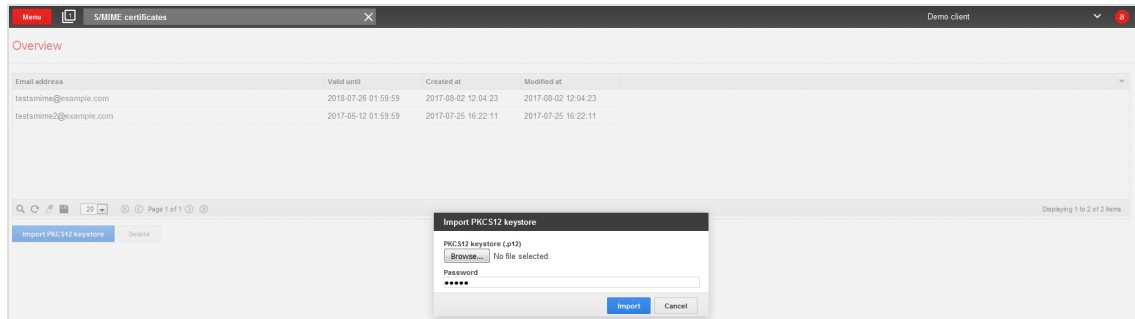 Menu 1 S/MIME certificates Demo client a
Overview
Email address Valid until Created at Modified at
testsmime@example.com 2018-07-26 01:59:59 2017-08-02 12:04:23 2017-08-02 12:04:23
testsmime2@example.com 2017-05-12 01:59:59 2017-07-25 16:22:11 2017-07-25 16:22:11
20 Page 1 of 1 Displaying 1 to 2 of 2 items
Import PKCS12 keystore Delete
Import PKCS12 keystore
PKCS12 keystore (.p12)
Browse... No file selected.
Password
•••••
Import Cancel